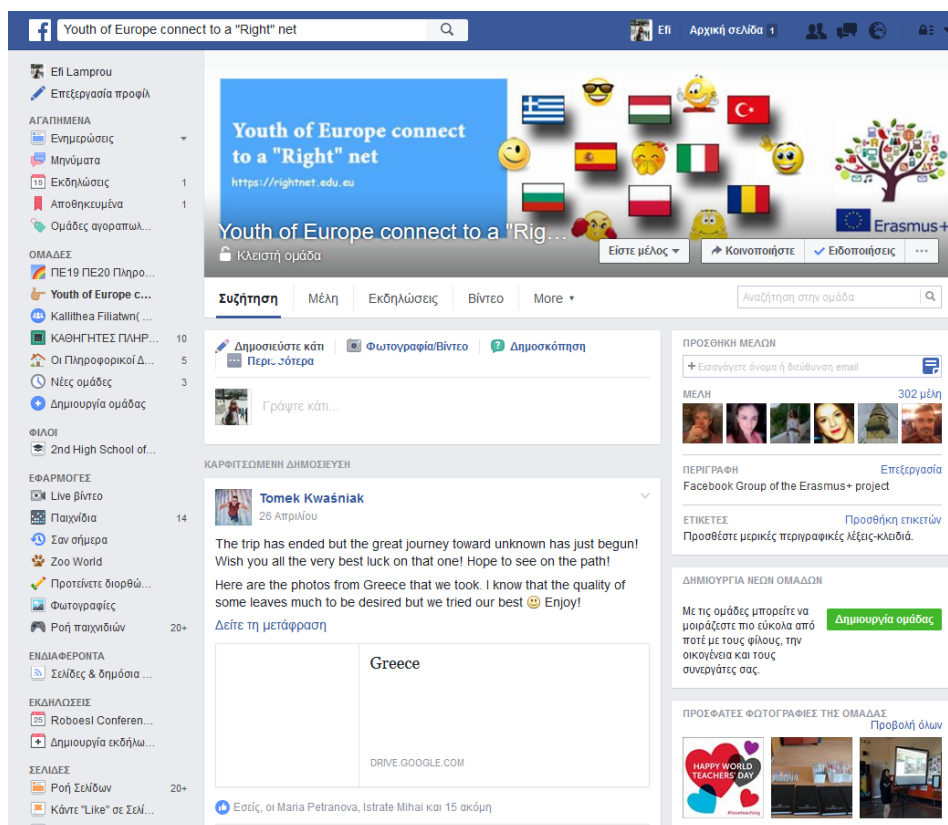 Youth of Europe connect to a "Right" net
Efi Αρχική σελίδα 1
Efi Lamprou
Επεξεργασία προφίλ
ΑΓΑΠΗΜΕΝΑ
Ενημερώσεις
Μηνύματα
15 Εκδηλώσεις 1
Αποθηκευμένα 1
Ομάδες αγοραπωλ...
ΟΜΑΔΕΣ
ΠΕ19 ΠΕ20 Πληρο...
Youth of Europe c...
Kallithea Filiatwn( ...
ΚΑΘΗΓΗΤΕΣ ΠΛΗΡ... 10
Οι Πληροφορικοί Δ... 5
Νέες ομάδες 3
Δημιουργία ομάδας
ΦΙΛΟΙ
2nd High School of...
ΕΦΑΡΜΟΓΕΣ
Live βίντεο
Παιχνίδια 14
Σαν σήμερα
Zoo World
Προτείνετε διορθώ...
Φωτογραφίες
Ροή παιχνιδιών 20+
ΕΝΔΙΑΦΕΡΟΝΤΑ
Σελίδες & δημόσια ...
ΕΚΔΗΛΩΣΕΙΣ
25 Roboesl Conferen...
Δημιουργία εκδήλω...
ΣΕΛΙΔΕΣ
Ροή Σελίδων 20+
Κάντε "Like" σε Σελί...
Youth of Europe connect
to a "Right" net
https://rightnet.edu.eu
Erasmus+
Youth of Europe connect to a "Rig...
Κλειστή ομάδα
Είστε μέλος
Κοινοποιήστε
Ειδοποιήσεις
...
Συζήτηση Μέλη Εκδηλώσεις Βίντεο More
Αναζήτηση στην ομάδα
Δημοσιεύστε κάτι Φωτογραφία/Βίντεο Δημοσκόπηση
Περισσότερα
Γράψτε κάτι...
ΚΑΡΦΙΤΣΩΜΕΝΗ ΔΗΜΟΣΙΕΥΣΗ
Tomek Kwaśniak
26 Απριλίου
The trip has ended but the great journey toward unknown has just begun!
Wish you all the very best luck on that one! Hope to see on the path!
Here are the photos from Greece that we took. I know that the quality of
some leaves much to be desired but we tried our best 🙂 Enjoy!
Δείτε τη μετάφραση
Greece
DRIVE.GOOGLE.COM
Εσείς, οι Maria Petranova, Istrate Mihai και 15 ακόμη
ΠΡΟΣΘΗΚΗ ΜΕΛΩΝ
+ Εισαγάγετε όνομα ή διεύθυνση email
ΜΕΛΗ 302 μέλη
ΠΕΡΙΓΡΑΦΗ Επεξεργασία
Facebook Group of the Erasmus+ project
ΕΤΙΚΕΤΕΣ Προσθήκη ετικετών
Προσθέστε μερικές περιγραφικές λέξεις-κλειδιά.
ΔΗΜΙΟΥΡΓΙΑ ΝΕΩΝ ΟΜΑΔΩΝ
Με τις ομάδες μπορείτε να
μοιράζεστε πιο εύκολα από
ποτέ με τους φίλους, την
οικογένεια και τους
συνεργάτες σας.
Δημιουργία ομάδας
ΠΡΟΣΦΑΤΕΣ ΦΩΤΟΓΡΑΦΙΕΣ ΤΗΣ ΟΜΑΔΑΣ
Προβολή όλων
HAPPY WORLD
TEACHERS' DAY
#loveteaching